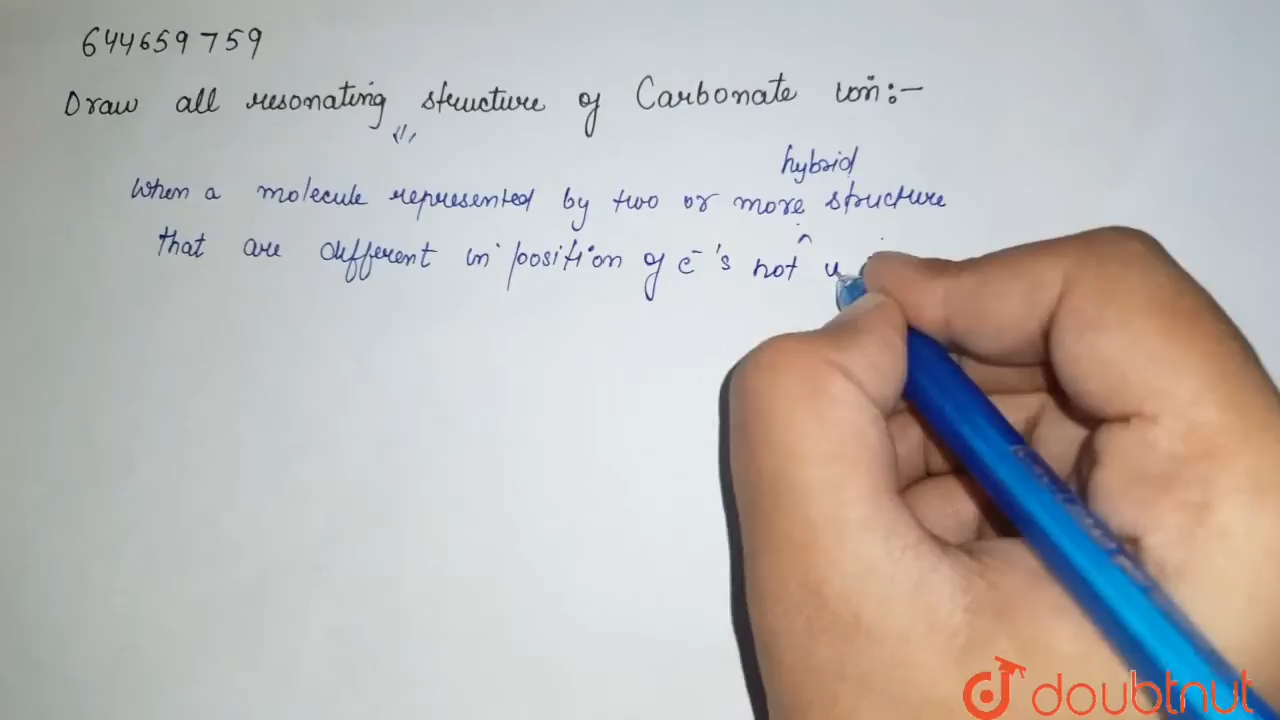 644659759
Draw all resonating structure of Carbonate ion:-
hybrid
When a molecule represented by two or more structure
that are different in position of e⁻'s not
doubtnut